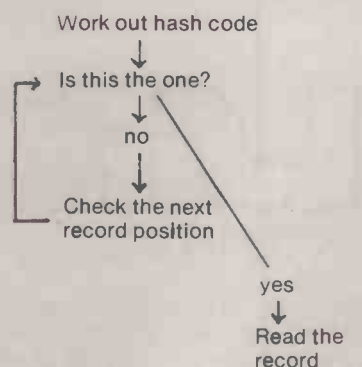 Work out hash code
Is this the one?
no
Check the next
record position
yes
Read the
record